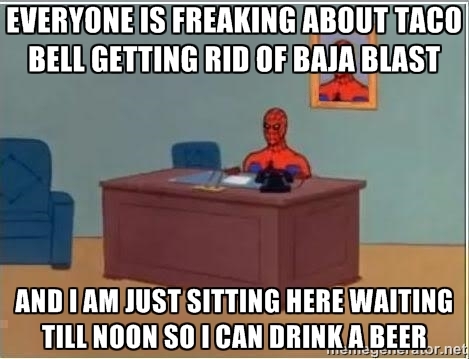 EVERYONE IS FREAKING ABOUT TACO
BELL GETTING RID OF BAJA BLAST
AND I AM JUST SITTING HERE WAITING
TILL NOON SO I CAN DRINK A BEER
memegenerator.net